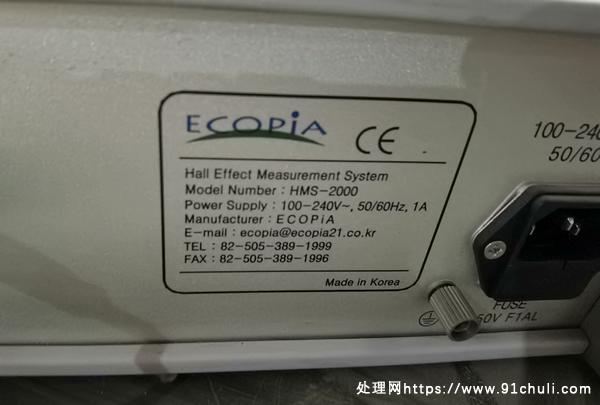 ECOPiA CE
Hall Effect Measurement System
Model Number : HMS-2000
Power Supply : 100-240V~, 50/60Hz, 1A
Manufacturer : ECOPiA
E-mail : ecopia@ecopia21.co.kr
TEL : 82-505-389-1999
FAX : 82-505-389-1996
Made in Korea
100-240
50/60
FUSE
50V F1AL
处理网https://www.91chuli.com/